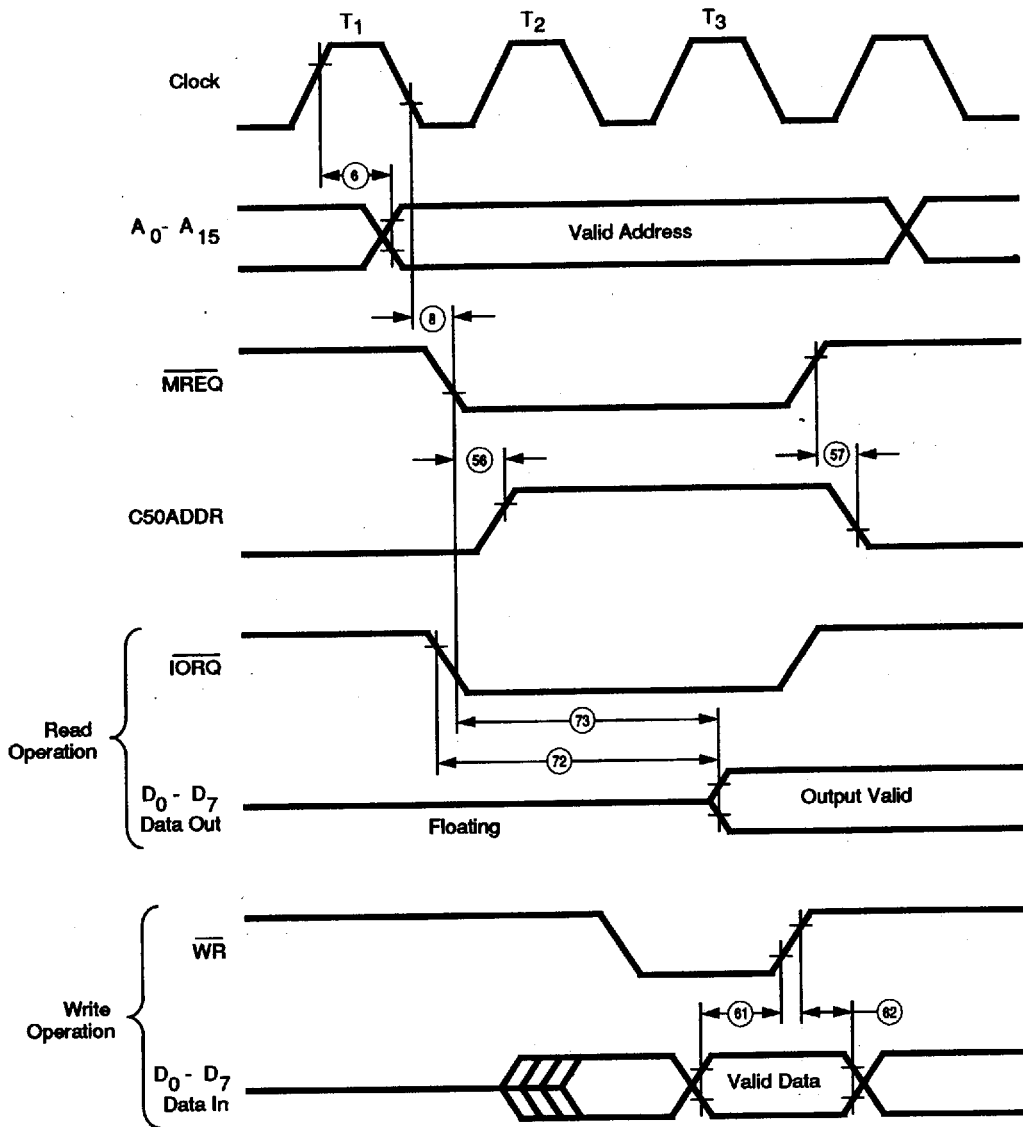 T1 T2 T3
Clock
6
A0- A15
Valid Address
8
MREQ
56
57
C50ADDR
IORQ
73
Read
Operation
72
D0 - D7
Data Out
Floating
Output Valid
WR
61
62
Write
Operation
D0 - D7
Data In
Valid Data